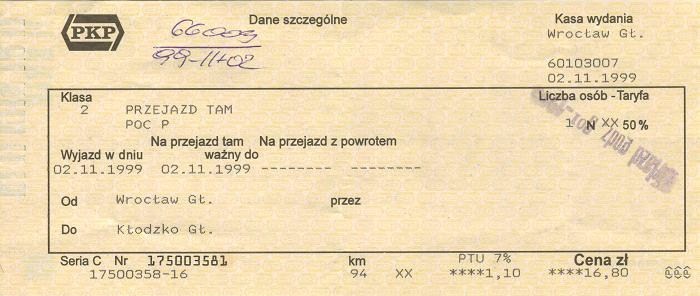 PKP
Dane szczególne
Kasa wydania
66009
99-11-02
Wrocław Gł.
60103007
02.11.1999
Klasa
Liczba osób - Taryfa
2 PRZEJAZD TAM
POC P
1 N XX 50%
Na przejazd tam Na przejazd z powrotem
Wyjazd w dniu ważny do
02.11.1999 02.11.1999 -------- --------
Od Wrocław Gł. przez
Do Kłodzko Gł.
Seria C Nr 175003581 km PTU 7% Cena zł
17500358-16 94 XX ****1,10 ****16,80